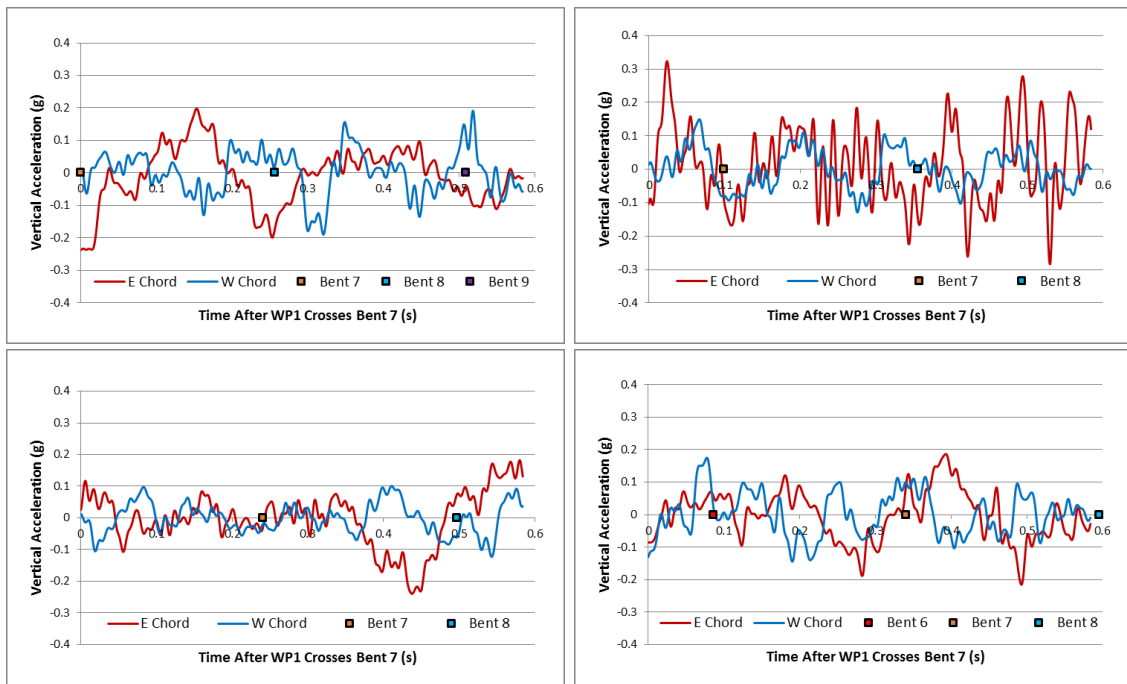 0.4
0.3
0.2
0.1
0
-0.1
-0.2
-0.3
-0.4
0 0.1 0.2 0.3 0.4 0.5 0.6
Vertical Acceleration (g)
E Chord W Chord Bent 7 Bent 8 Bent 9
Time After WP1 Crosses Bent 7 (s)
0.4
0.3
0.2
0.1
0
-0.1
-0.2
-0.3
-0.4
0 0.1 0.2 0.3 0.4 0.5 0.6
Vertical Acceleration (g)
E Chord W Chord Bent 7 Bent 8
Time After WP1 Crosses Bent 7 (s)
0.4
0.3
0.2
0.1
0
-0.1
-0.2
-0.3
-0.4
0 0.1 0.2 0.3 0.4 0.5 0.6
Vertical Acceleration (g)
E Chord W Chord Bent 7 Bent 8
Time After WP1 Crosses Bent 7 (s)
0.4
0.3
0.2
0.1
0
-0.1
-0.2
-0.3
-0.4
0 0.1 0.2 0.3 0.4 0.5 0.6
Vertical Acceleration (g)
E Chord W Chord Bent 6 Bent 7 Bent 8
Time After WP1 Crosses Bent 7 (s)